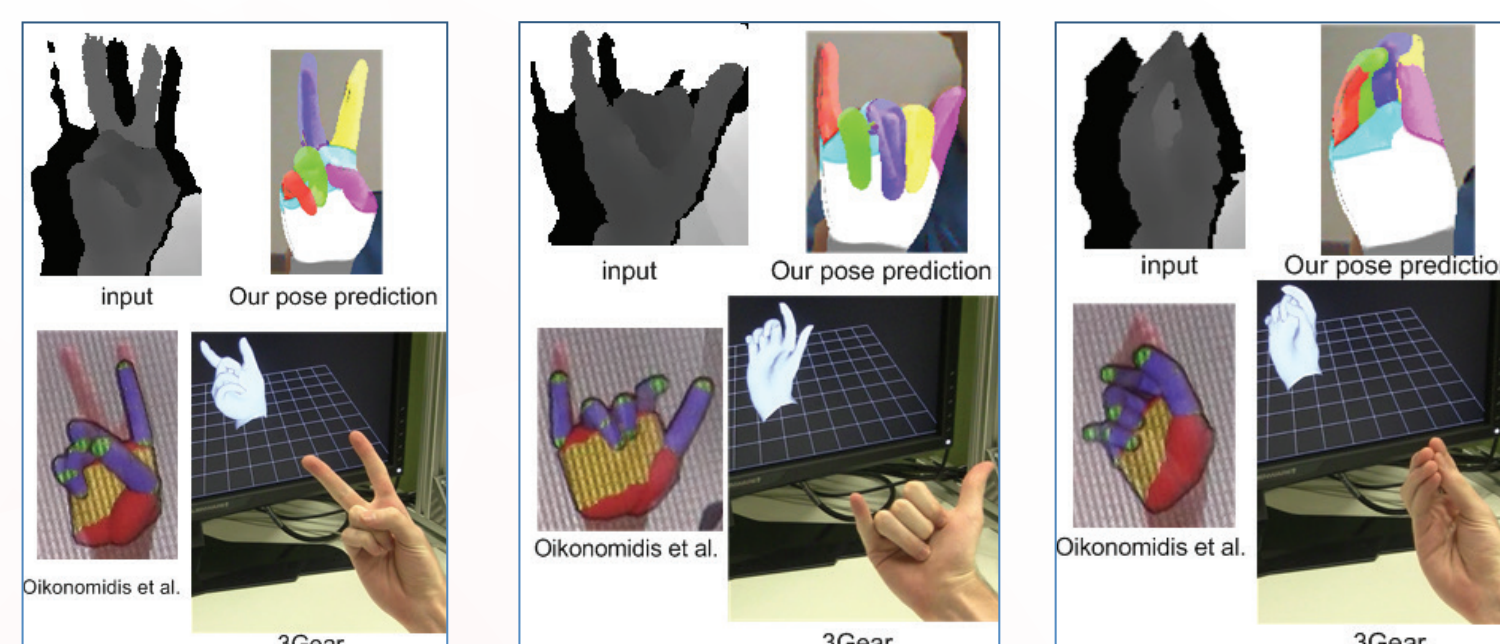 input
Our pose prediction
Oikonomidis et al.
3Gear
input
Our pose prediction
Oikonomidis et al.
3Gear
input
Our pose predictio
Oikonomidis et al.
3Gear